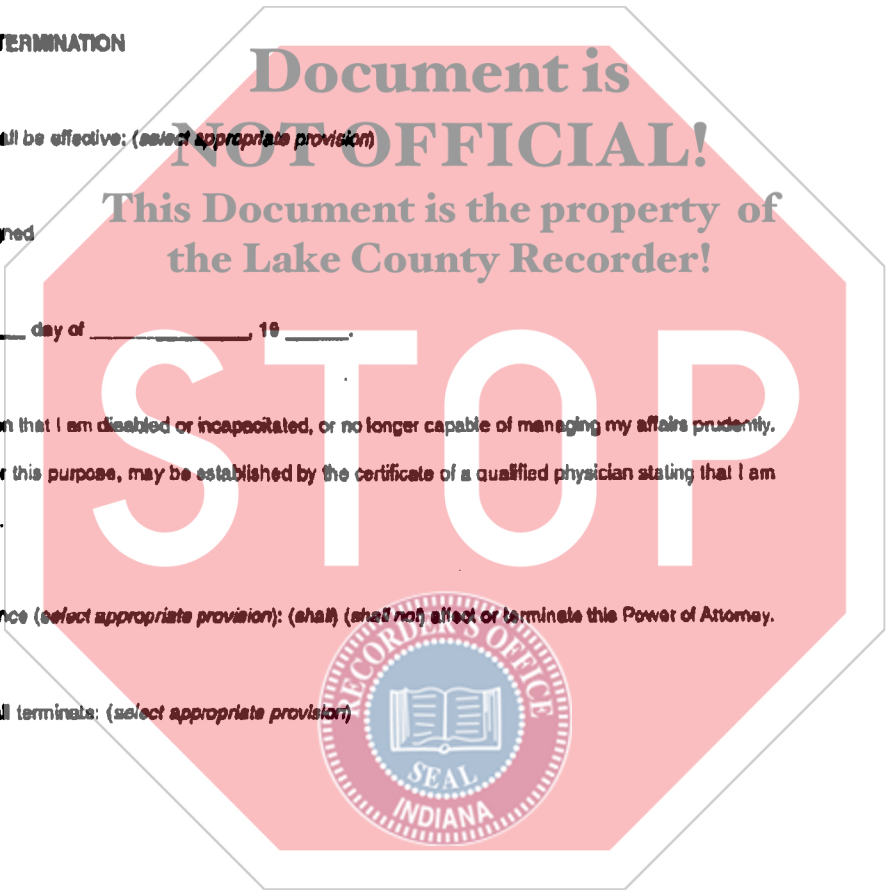 TERMINATION
Document is
all be effective: (select appropriate provision)
NOT OFFICIAL!
This Document is the property of
ned
the Lake County Recorder!
day of ________, 19 ____.
STOP
n that I am disabled or incapacitated, or no longer capable of managing my affairs prudently.
r this purpose, may be established by the certificate of a qualified physician stating that I am
.
nce (select appropriate provision): (shall) (shall not) affect or terminate this Power of Attorney.
RECORDER'S OFFICE
ll terminate: (select appropriate provision)
SEAL
INDIANA